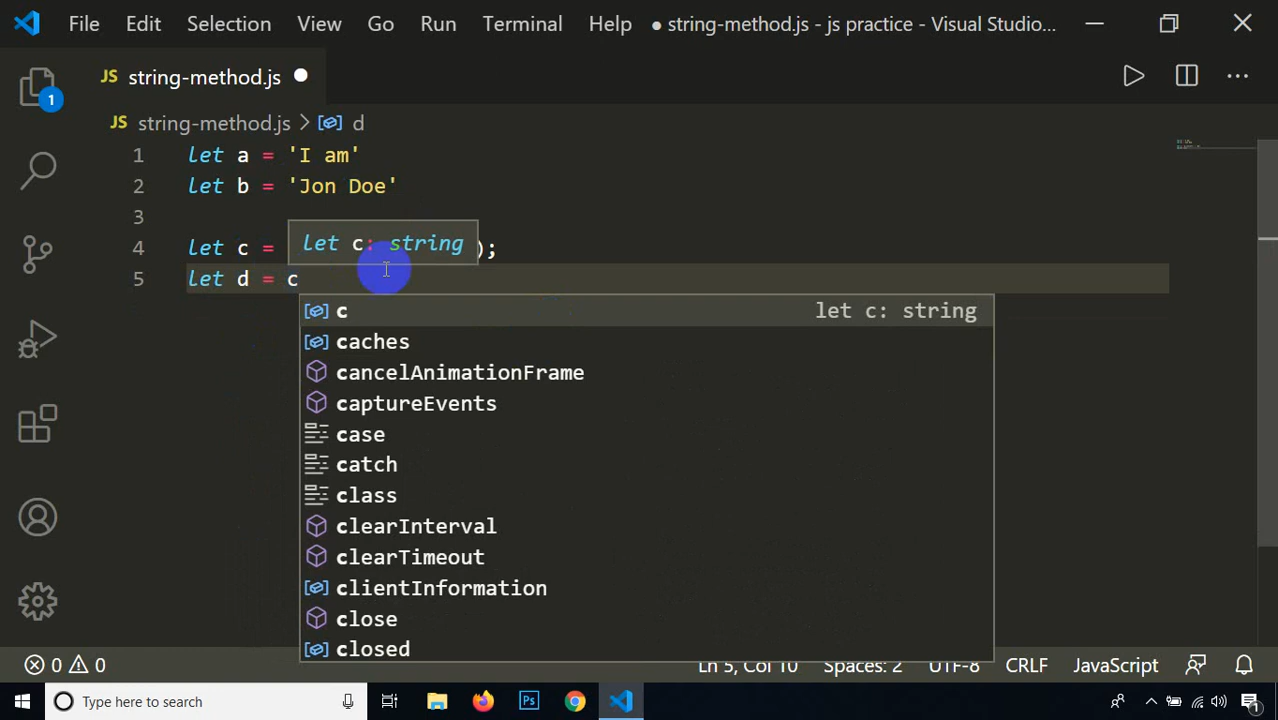 File Edit Selection View Go Run Terminal Help ● string-method.js - js practice - Visual Studio...
JS string-method.js
JS string-method.js > d
1 let a = 'I am'
2 let b = 'Jon Doe'
3
let c: string
4 let c = );
5 let d = c
c let c: string
caches
cancelAnimationFrame
captureEvents
case
catch
class
clearInterval
clearTimeout
clientInformation
close
closed
1
0 0 Ln 5, Col 10 Spaces: 2 UTF-8 CRLF JavaScript
Type here to search
Ps
1